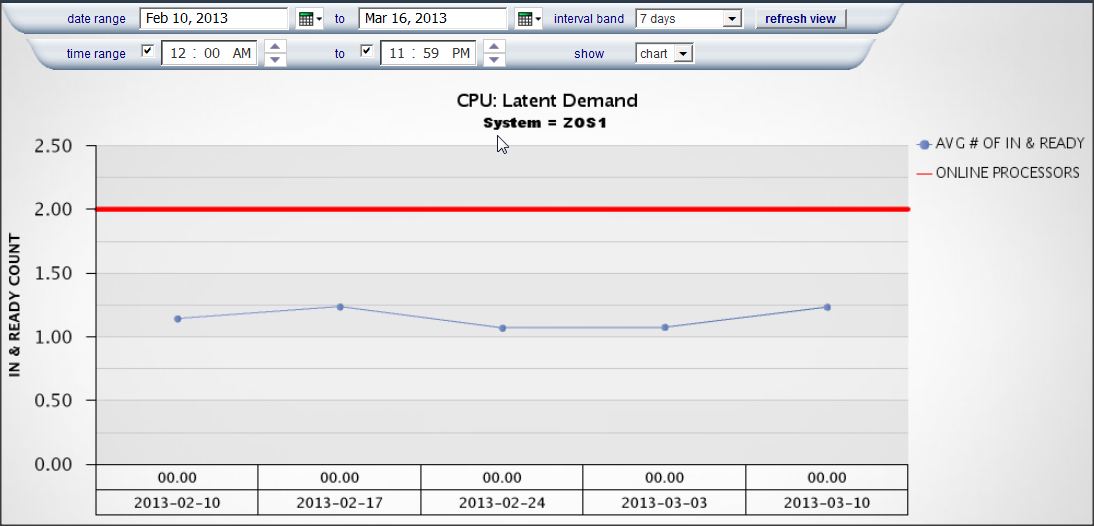 date range Feb 10, 2013 to Mar 16, 2013 interval band 7 days refresh view
time range 12 : 00 AM to 11 : 59 PM show chart
CPU: Latent Demand
System = ZOS1
AVG # OF IN & READY
ONLINE PROCESSORS
IN & READY COUNT
2.50
2.00
1.50
1.00
0.50
0.00
00.00 00.00 00.00 00.00 00.00
2013-02-10 2013-02-17 2013-02-24 2013-03-03 2013-03-10